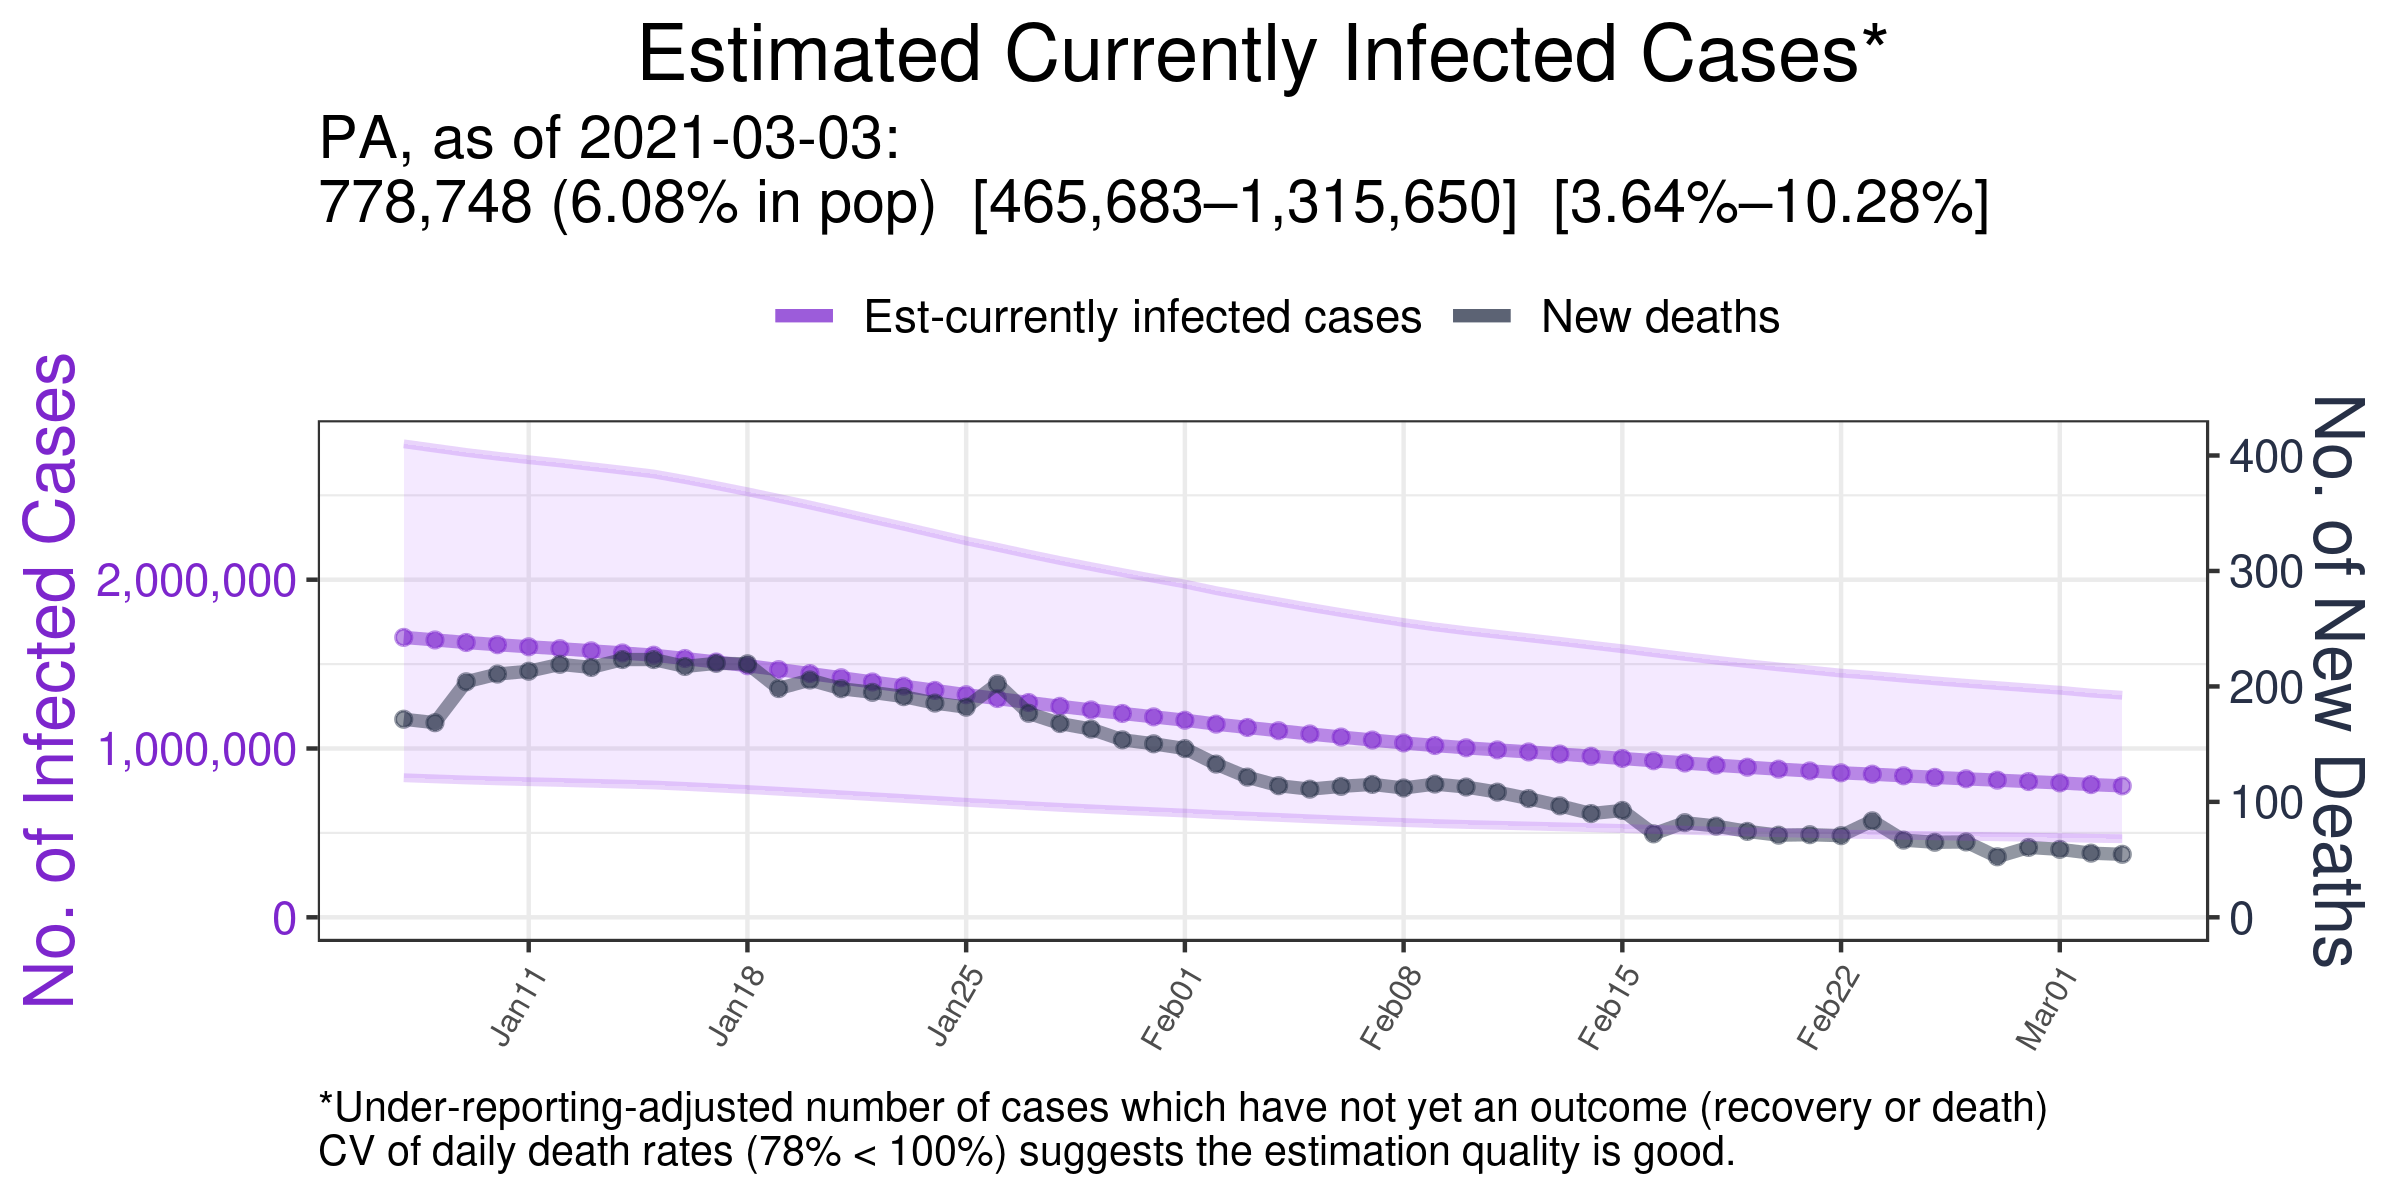 Estimated Currently Infected Cases*
PA, as of 2021-03-03:
778,748 (6.08% in pop) [465,683–1,315,650] [3.64%–10.28%]
Est-currently infected cases
New deaths
No. of Infected Cases
2,000,000
1,000,000
0
No. of New Deaths
400
300
200
100
0
Jan11
Jan18
Jan25
Feb01
Feb08
Feb15
Feb22
Mar01
*Under-reporting-adjusted number of cases which have not yet an outcome (recovery or death)
CV of daily death rates (78% < 100%) suggests the estimation quality is good.